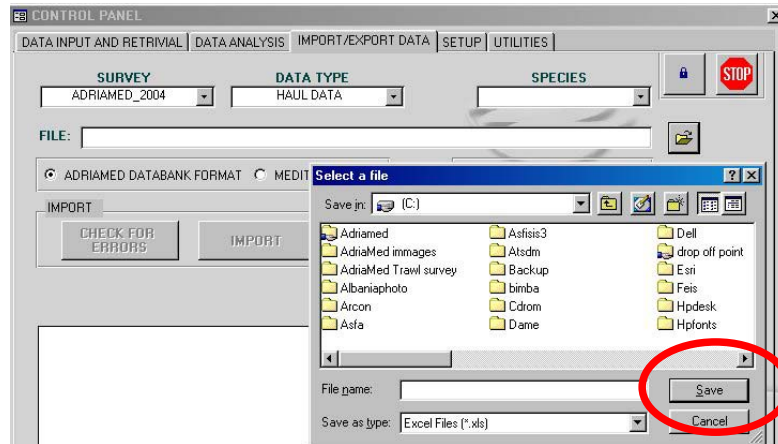 CONTROL PANEL
DATA INPUT AND RETRIVIAL DATA ANALYSIS IMPORT/EXPORT DATA SETUP UTILITIES
SURVEY DATA TYPE SPECIES
ADRIAMED_2004 HAUL DATA
STOP
FILE:
ADRIAMED DATABANK FORMAT MEDIT
IMPORT
CHECK FOR ERRORS IMPORT
Select a file
Save in: (C:)
Adriamed Asfisis3 Dell
AdriaMed immages Atsdm drop off point
AdriaMed Trawl survey Backup Esri
Albaniaphoto bimba Feis
Arcon Cdrom Hpdesk
Asfa Dame Hpfonts
File name: Save
Save as type: Excel Files (*.xls) Cancel